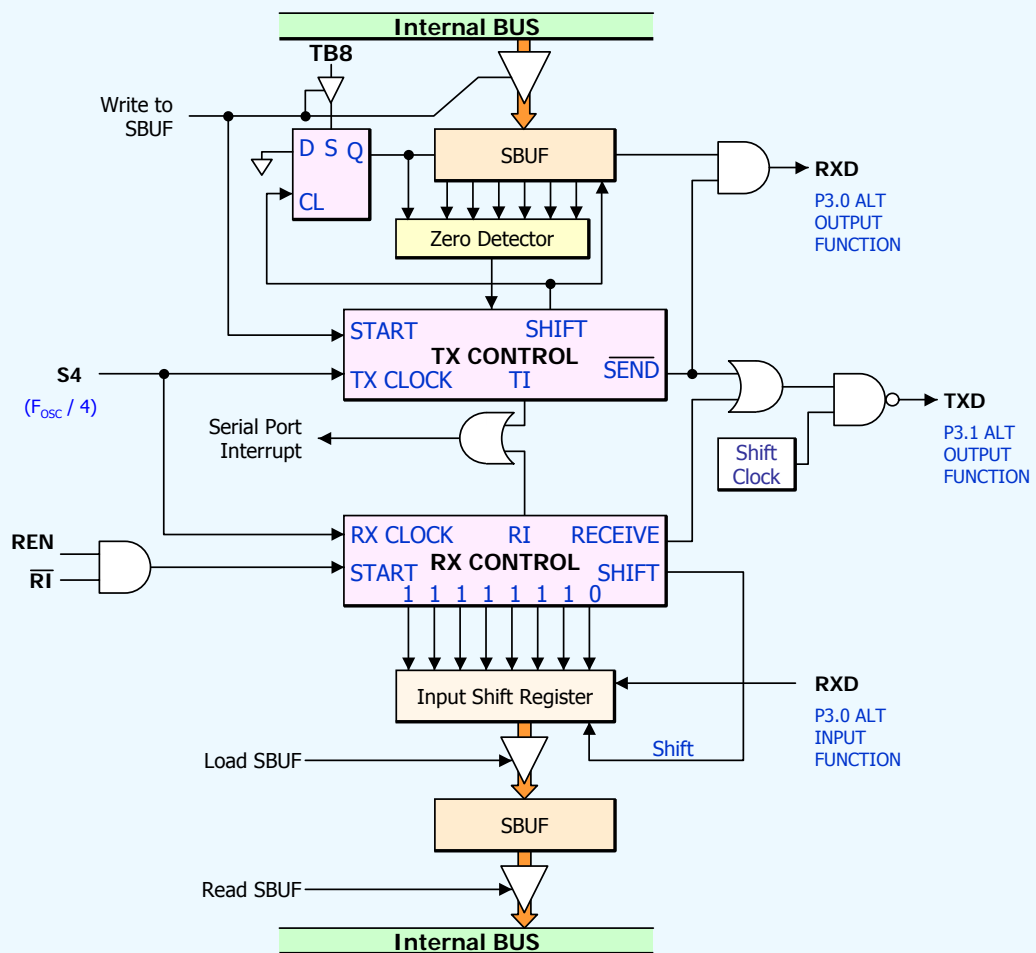 Internal BUS
TB8
Write to
SBUF
D S Q
CL
SBUF
RXD
P3.0 ALT
OUTPUT
FUNCTION
Zero Detector
START SHIFT
TX CONTROL
TX CLOCK TI SEND
S4
(FOSC / 4)
Serial Port
Interrupt
Shift
Clock
TXD
P3.1 ALT
OUTPUT
FUNCTION
REN
RI
RX CLOCK RI RECEIVE
RX CONTROL
START SHIFT
1 1 1 1 1 1 1 0
Input Shift Register
RXD
P3.0 ALT
INPUT
FUNCTION
Shift
Load SBUF
SBUF
Read SBUF
Internal BUS